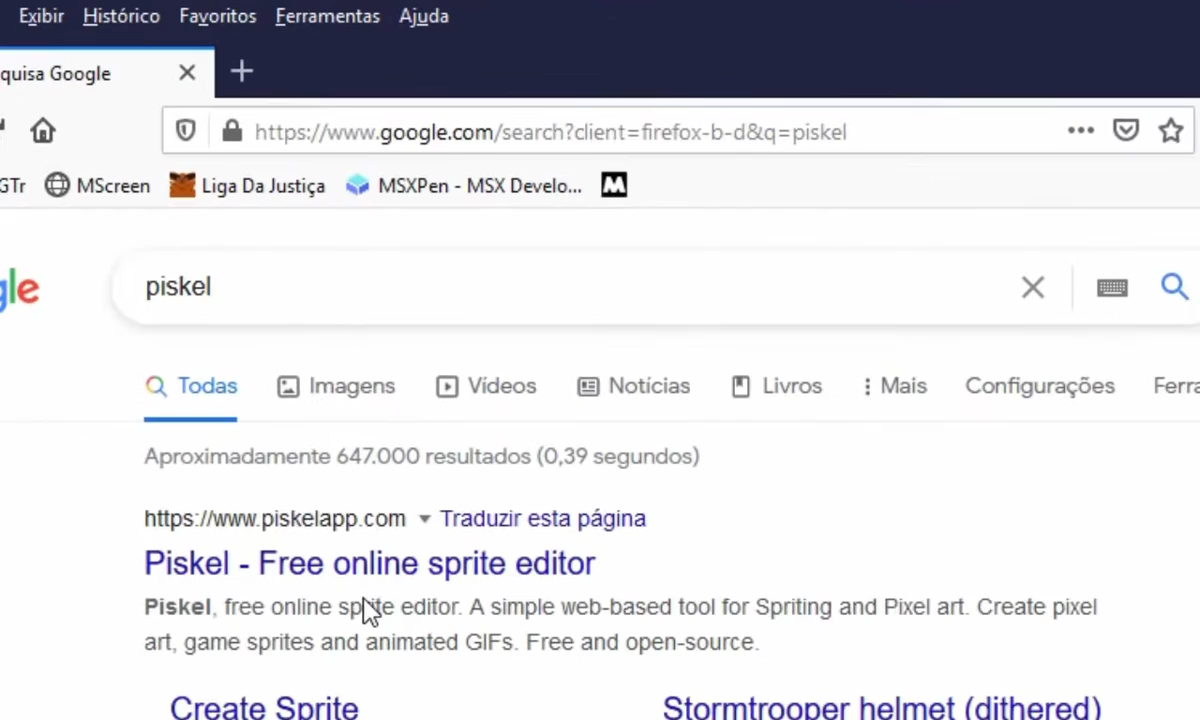 Exibir Histórico Favoritos Ferramentas Ajuda
quisa Google
https://www.google.com/search?client=firefox-b-d&q=piskel
GTr MScreen Liga Da Justiça MSXPen - MSX Develo... M
gle piskel
Todas Imagens Vídeos Notícias Livros Mais Configurações Ferra
Aproximadamente 647.000 resultados (0,39 segundos)
https://www.piskelapp.com Traduzir esta página
Piskel - Free online sprite editor
Piskel, free online sprite editor. A simple web-based tool for Spriting and Pixel art. Create pixel
art, game sprites and animated GIFs. Free and open-source.
Create Sprite Stormtrooper helmet (dithered)